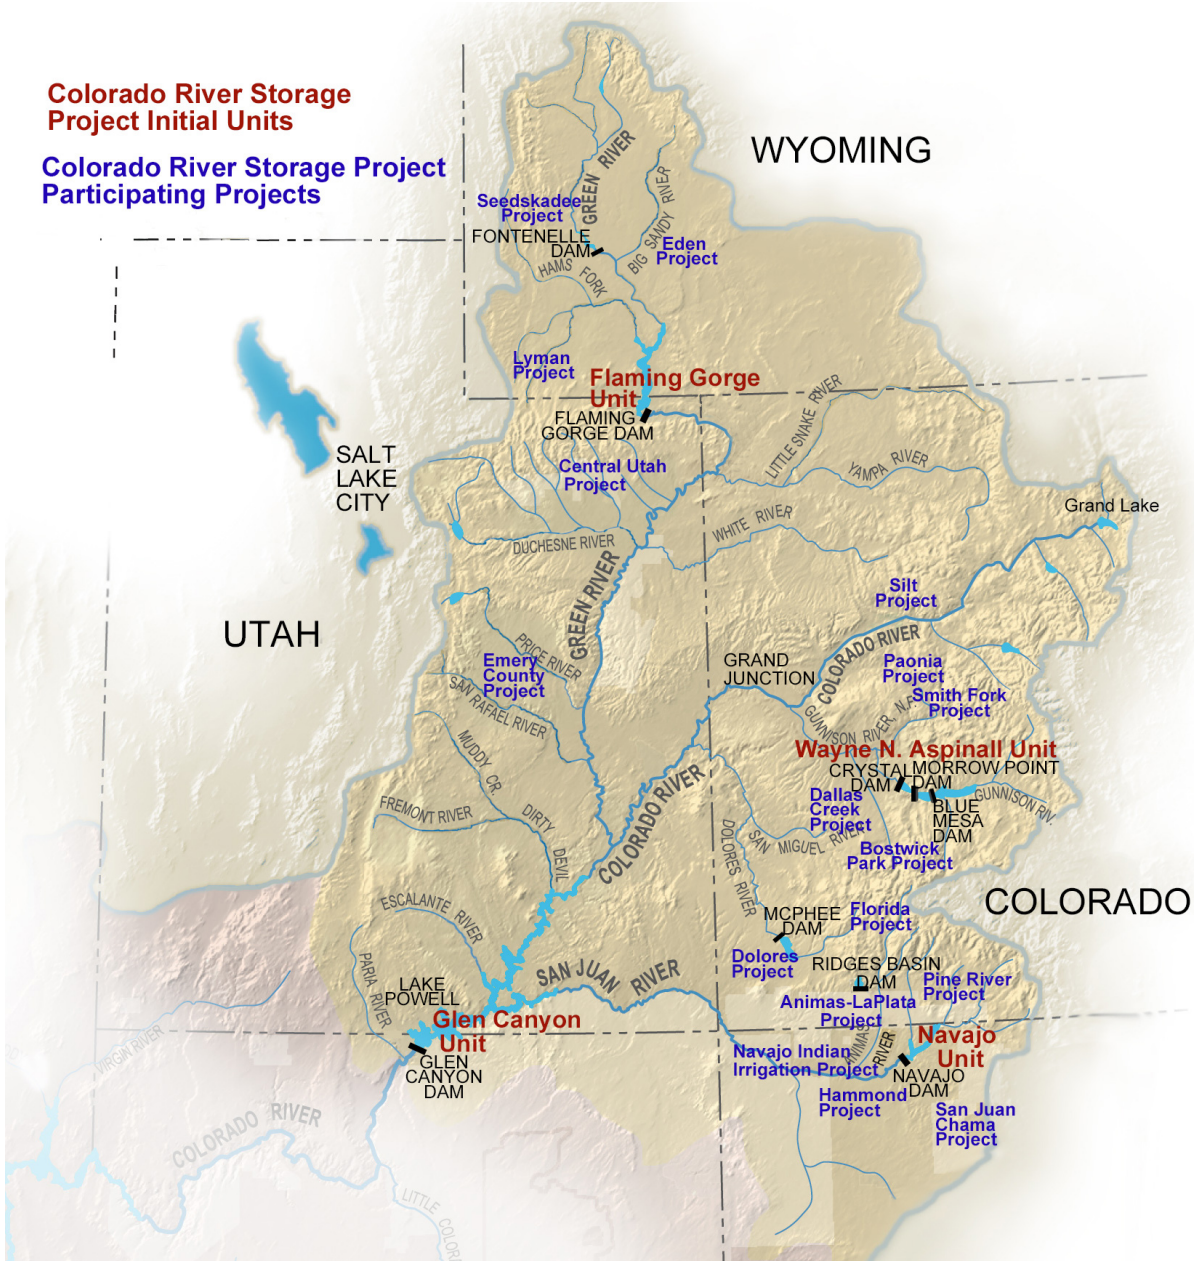 Colorado River Storage
Project Initial Units
Colorado River Storage Project
Participating Projects
WYOMING
GREEN RIVER
BIG SANDY RIVER
Seedskadee
Project
FONTENELLE
DAM
Eden
Project
HAMS FORK
Lyman
Project
Flaming Gorge
Unit
FLAMING
GORGE DAM
LITTLE SNAKE RIVER
YAMPA RIVER
SALT
LAKE
CITY
Central Utah
Project
Grand Lake
WHITE RIVER
DUCHESNE RIVER
GREEN RIVER
Silt
Project
UTAH
PRICE RIVER
Emery
County
Project
SAN RAFAEL RIVER
GRAND
JUNCTION
COLORADO RIVER
Paonia
Project
Smith Fork
Project
GUNNISON RIVER, N.F.
Wayne N. Aspinall Unit
CRYSTAL
DAM
MORROW POINT
DAM
GUNNISON RIV.
BLUE
MESA
DAM
Dallas
Creek
Project
MUDDY CR.
DIRTY
DEVIL
FREMONT RIVER
COLORADO RIVER
DOLORES RIVER
SAN MIGUEL RIVER
Bostwick
Park Project
COLORADO
ESCALANTE RIVER
MCPHEE
DAM
Florida
Project
Dolores
Project
RIDGES BASIN
DAM
Pine River
Project
Animas-LaPlata
Project
PARIA RIVER
LAKE
POWELL
SAN JUAN RIVER
Glen Canyon
Unit
GLEN
CANYON
DAM
Navajo
Unit
ANIMAS
RIVER
Navajo Indian
Irrigation Project
NAVAJO
DAM
Hammond
Project
San Juan
Chama
Project
VIRGIN RIVER
COLORADO RIVER
LITTLE COLORA